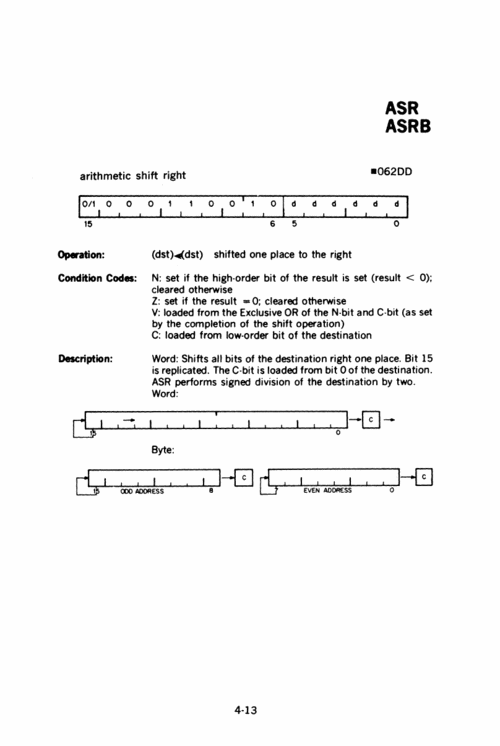 ASR
ASRB
arithmetic shift right ■062DD
0/1 0 0 0 1 1 0 0 1 0 d d d d d d
15 6 5 0
Operation: (dst)◄(dst) shifted one place to the right
Condition Codes: N: set if the high-order bit of the result is set (result < 0);
cleared otherwise
Z: set if the result = 0; cleared otherwise
V: loaded from the Exclusive OR of the N-bit and C-bit (as set
by the completion of the shift operation)
C: loaded from low-order bit of the destination
Description: Word: Shifts all bits of the destination right one place. Bit 15
is replicated. The C-bit is loaded from bit 0 of the destination.
ASR performs signed division of the destination by two.
Word:
C
15 0
Byte:
C C
15 ODD ADDRESS 8 7 EVEN ADDRESS 0
4-13